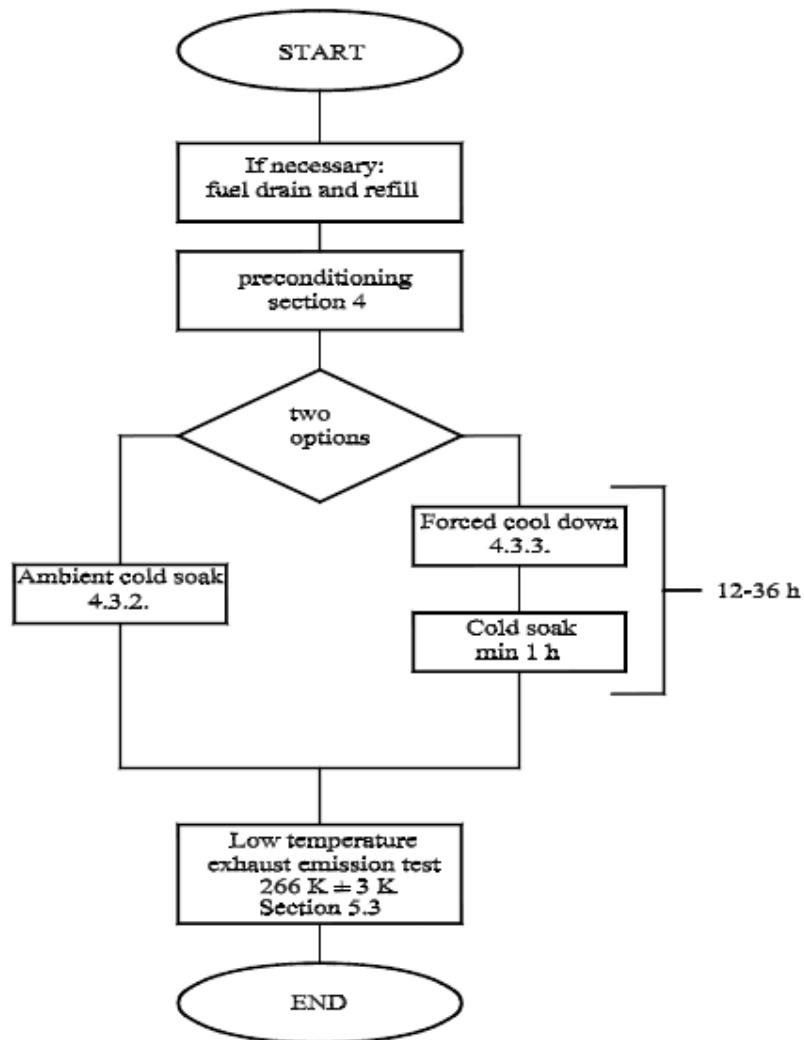 START
If necessary:
fuel drain and refill
preconditioning
section 4
two
options
Ambient cold soak
4.3.2.
Forced cool down
4.3.3.
Cold soak
min 1 h
12-36 h
Low temperature
exhaust emission test
266 K ± 3 K
Section 5.3
END